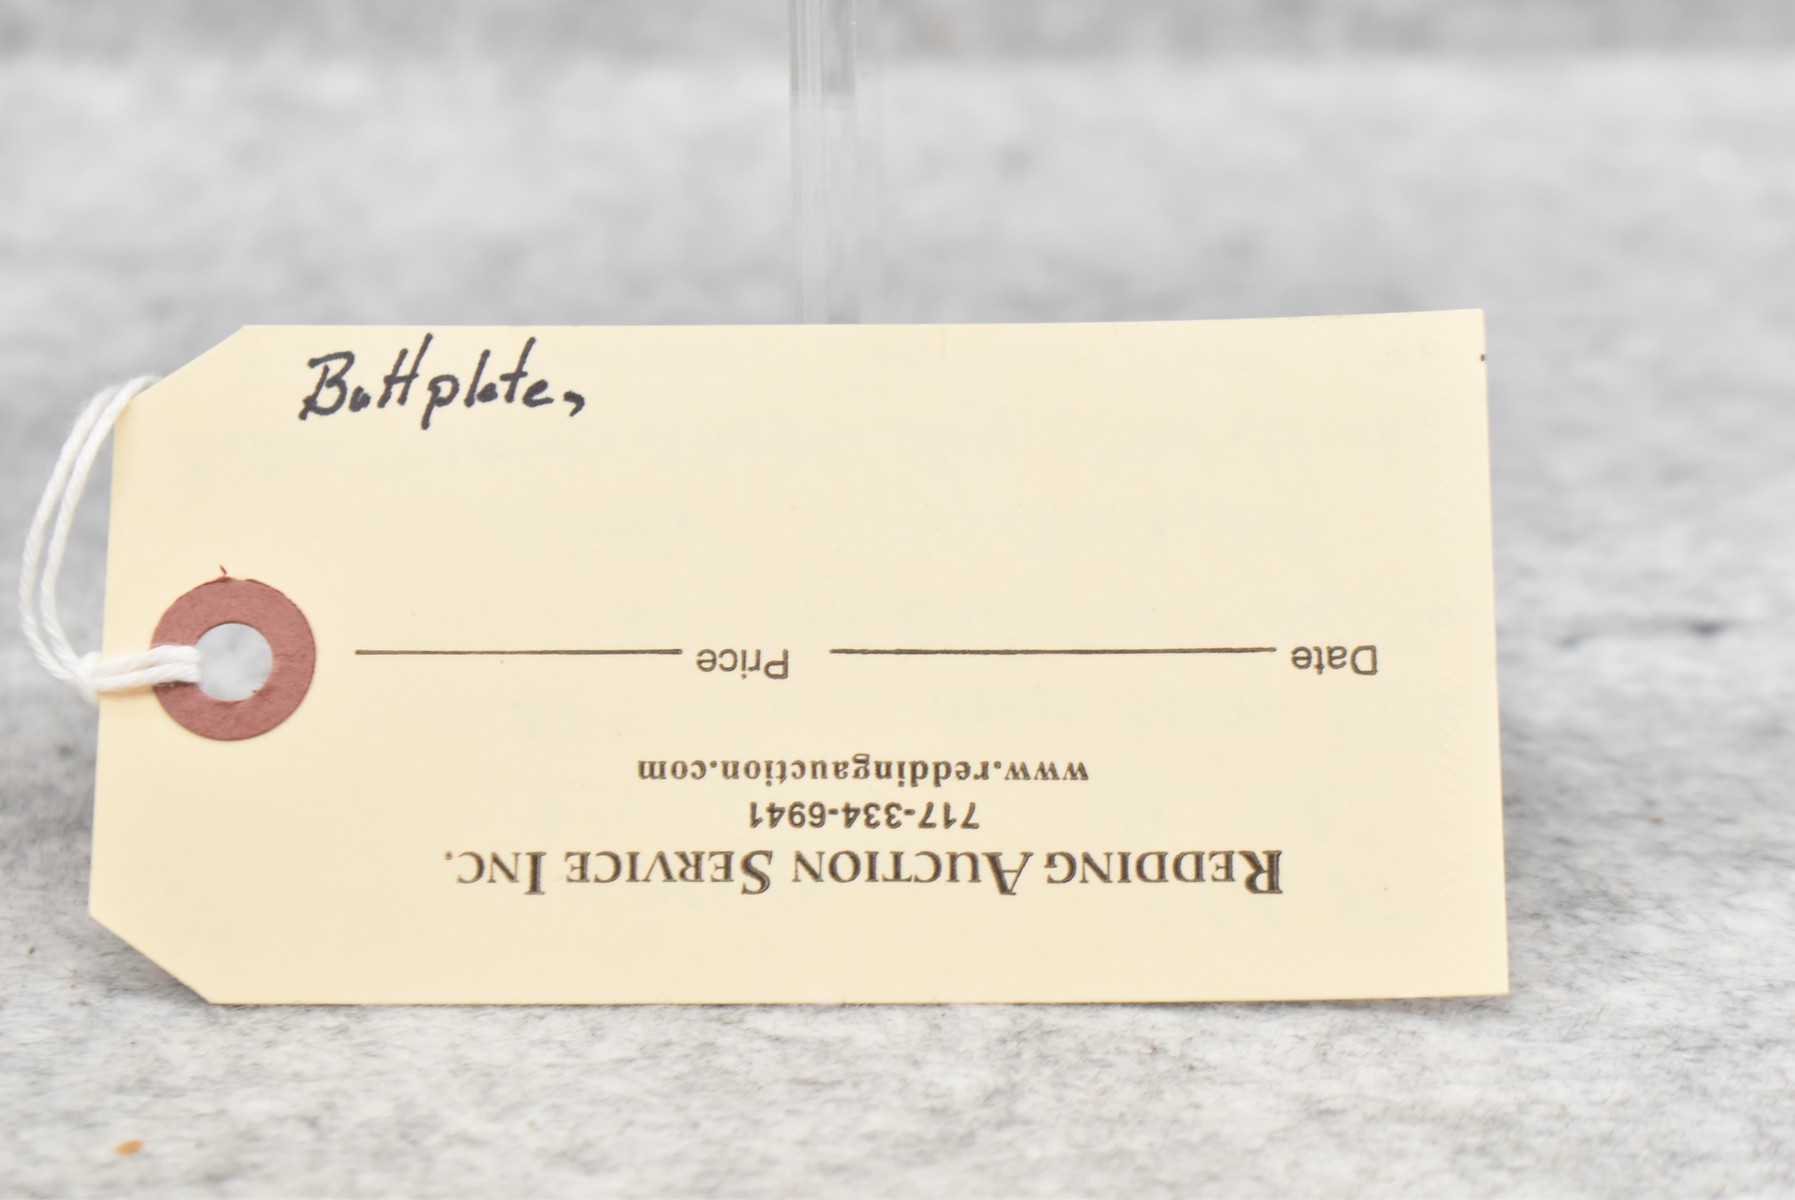 Buttplate,
REDDING AUCTION SERVICE INC.
717-334-6941
www.reddingauction.com
Date Price